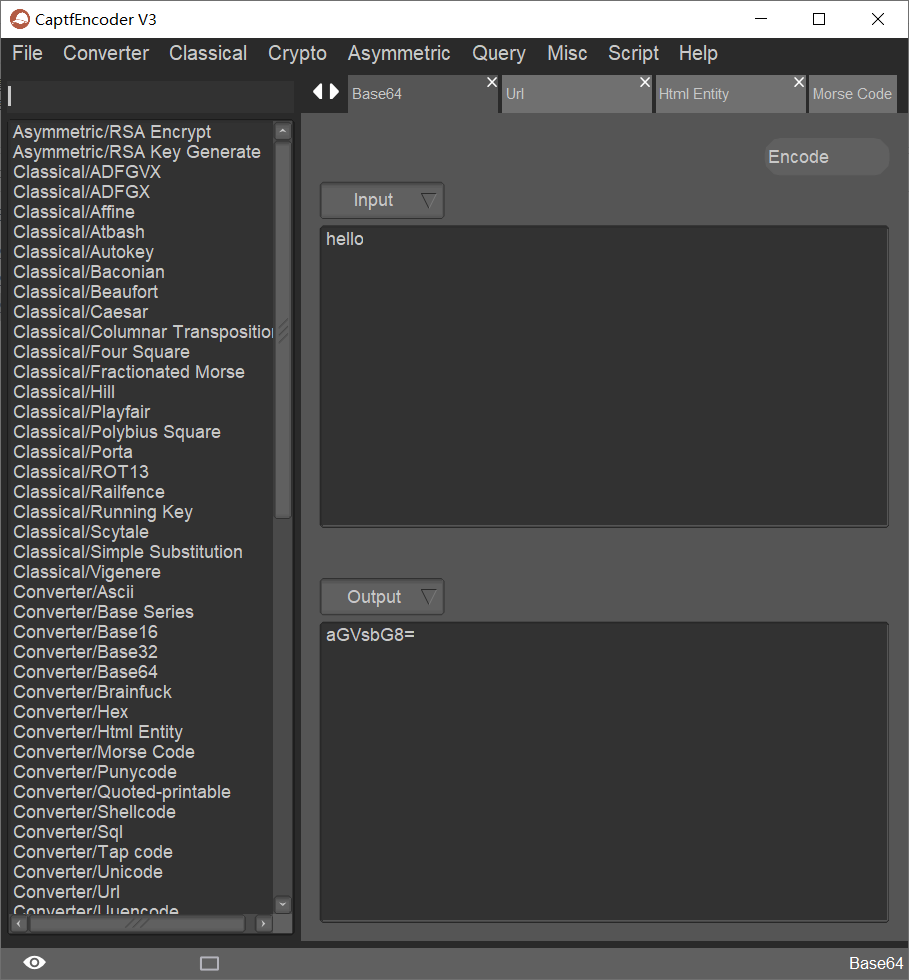 CaptfEncoder V3
File Converter Classical Crypto Asymmetric Query Misc Script Help
Base64 Url Html Entity Morse Code
Asymmetric/RSA Encrypt
Asymmetric/RSA Key Generate
Classical/ADFGVX
Classical/ADFGX
Classical/Affine
Classical/Atbash
Classical/Autokey
Classical/Baconian
Classical/Beaufort
Classical/Caesar
Classical/Columnar Transposition
Classical/Four Square
Classical/Fractionated Morse
Classical/Hill
Classical/Playfair
Classical/Polybius Square
Classical/Porta
Classical/ROT13
Classical/Railfence
Classical/Running Key
Classical/Scytale
Classical/Simple Substitution
Classical/Vigenere
Converter/Ascii
Converter/Base Series
Converter/Base16
Converter/Base32
Converter/Base64
Converter/Brainfuck
Converter/Hex
Converter/Html Entity
Converter/Morse Code
Converter/Punycode
Converter/Quoted-printable
Converter/Shellcode
Converter/Sql
Converter/Tap code
Converter/Unicode
Converter/Url
Converter/Uuencode
Encode
Input
hello
Output
aGVsbG8=
Base64